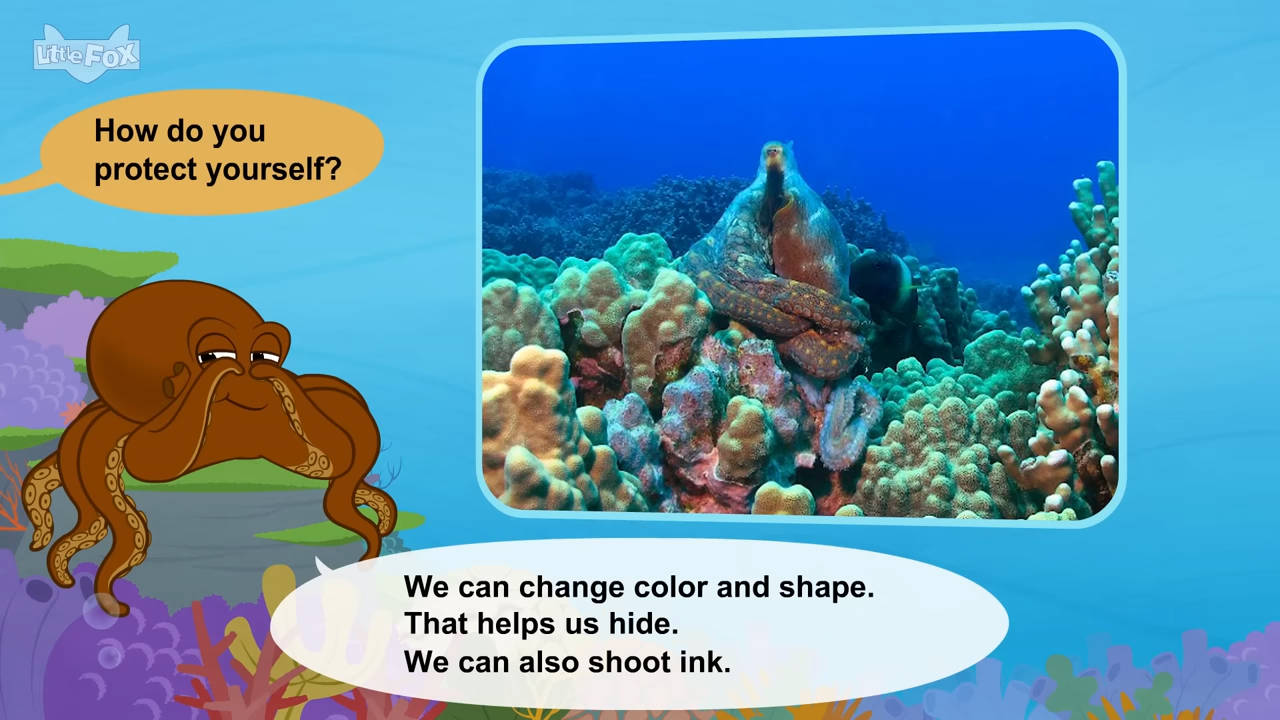 Little Fox
How do you
protect yourself?
We can change color and shape.
That helps us hide.
We can also shoot ink.